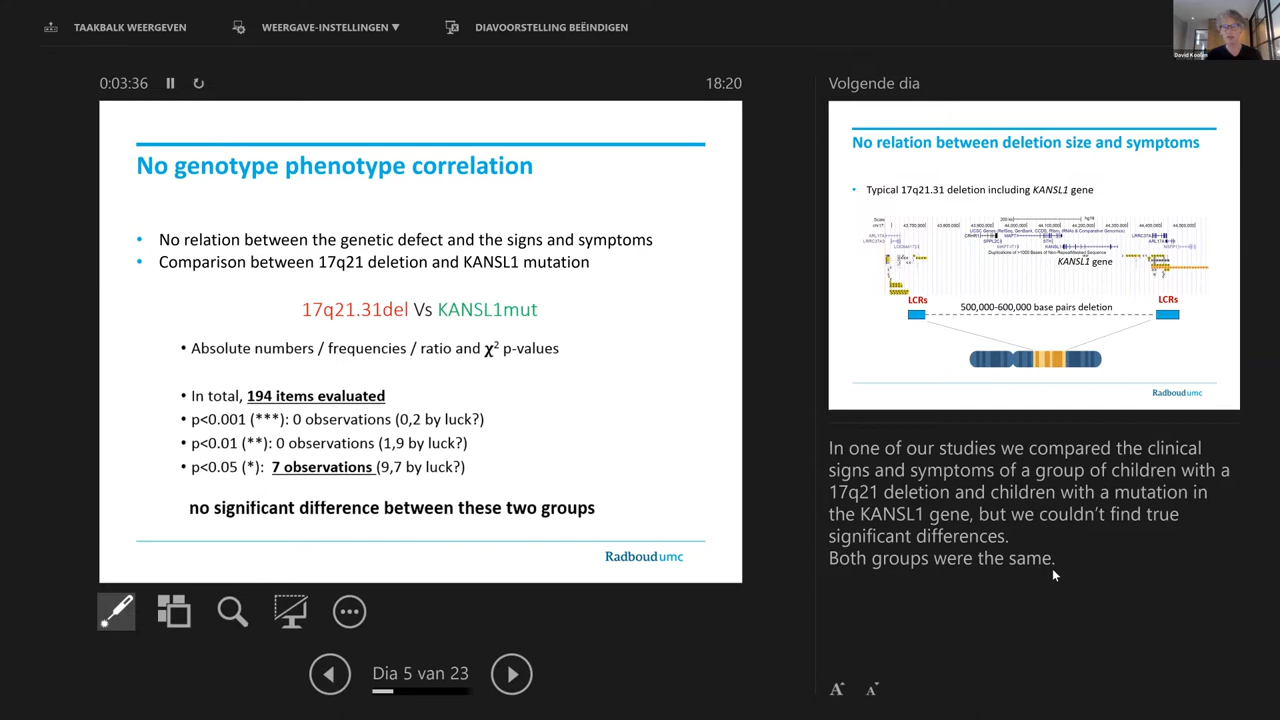 TAAKBALK WEERGEVEN
WEERGAVE-INSTELLINGEN ▼
DIAVOORSTELLING BEËINDIGEN
David Koolen
0:03:36
18:20
No genotype phenotype correlation
• No relation between the genetic defect and the signs and symptoms
• Comparison between 17q21 deletion and KANSL1 mutation
17q21.31del Vs KANSL1mut
• Absolute numbers / frequencies / ratio and χ² p-values
• In total, 194 items evaluated
• p<0.001 (***): 0 observations (0,2 by luck?)
• p<0.01 (**): 0 observations (1,9 by luck?)
• p<0.05 (*): 7 observations (9,7 by luck?)
no significant difference between these two groups
Radboudumc
Dia 5 van 23
Volgende dia
No relation between deletion size and symptoms
• Typical 17q21.31 deletion including KANSL1 gene
KANSL1 gene
LCRs
500,000-600,000 base pairs deletion
LCRs
Radboudumc
In one of our studies we compared the clinical
signs and symptoms of a group of children with a
17q21 deletion and children with a mutation in
the KANSL1 gene, but we couldn't find true
significant differences.
Both groups were the same.
A A